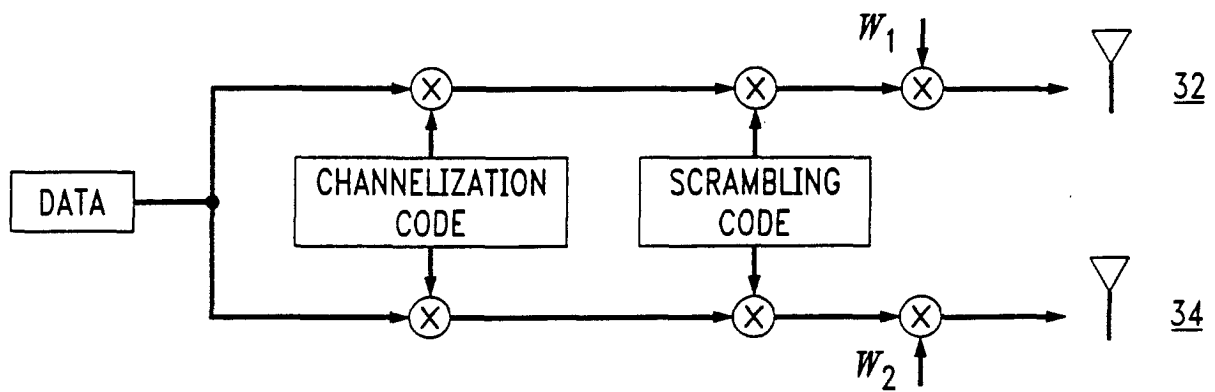 W1
32
CHANNELIZATION
CODE
SCRAMBLING
CODE
DATA
34
W2